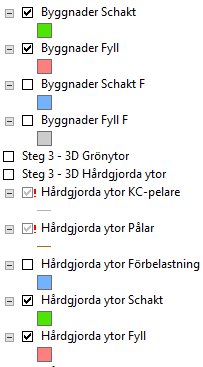 Byggnader Schakt
Byggnader Fyll
Byggnader Schakt F
Byggnader Fyll F
Steg 3 - 3D Grönytor
Steg 3 - 3D Hårdgjorda ytor
Hårdgjorda ytor KC-pelare
Hårdgjorda ytor Pålar
Hårdgjorda ytor Förbelastning
Hårdgjorda ytor Schakt
Hårdgjorda ytor Fyll